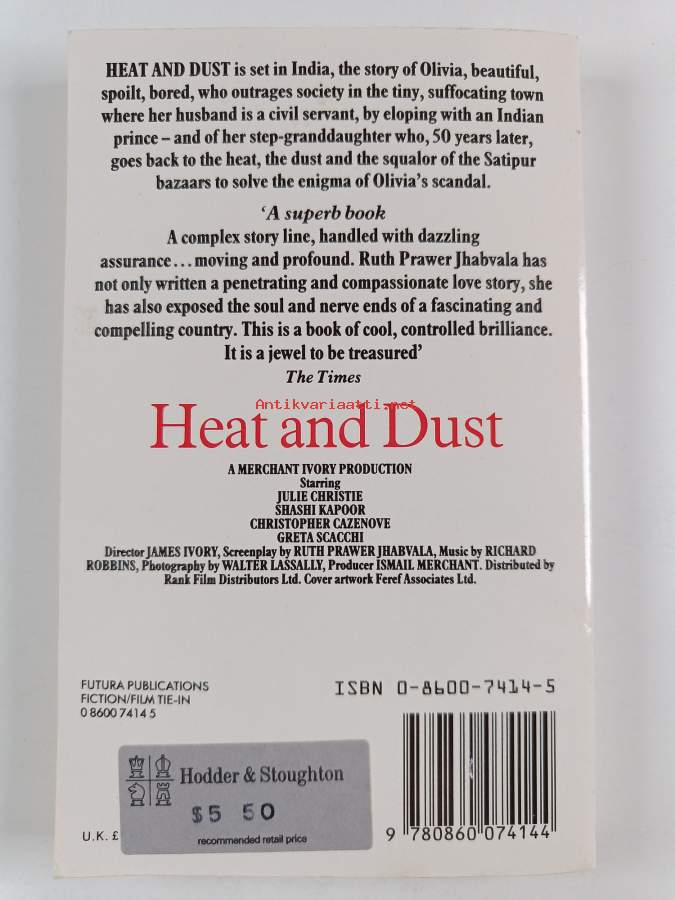 HEAT AND DUST is set in India, the story of Olivia, beautiful,
spoilt, bored, who outrages society in the tiny, suffocating town
where her husband is a civil servant, by eloping with an Indian
prince – and of her step-granddaughter who, 50 years later,
goes back to the heat, the dust and the squalor of the Satipur
bazaars to solve the enigma of Olivia's scandal.
'A superb book
A complex story line, handled with dazzling
assurance...moving and profound. Ruth Prawer Jhabvala has
not only written a penetrating and compassionate love story, she
has also exposed the soul and nerve ends of a fascinating and
compelling country. This is a book of cool, controlled brilliance.
It is a jewel to be treasured'
The Times
Antikvariaatti.net
Heat and Dust
A MERCHANT IVORY PRODUCTION
Starring
JULIE CHRISTIE
SHASHI KAPOOR
CHRISTOPHER CAZENOVE
GRETA SCACCHI
Director JAMES IVORY, Screenplay by RUTH PRAWER JHABVALA, Music by RICHARD
ROBBINS, Photography by WALTER LASSALLY, Producer ISMAIL MERCHANT. Distributed by
Rank Film Distributors Ltd. Cover artwork Feref Associates Ltd.
FUTURA PUBLICATIONS
FICTION/FILM TIE-IN
0 8600 7414 5
ISBN 0-8600-7414-5
Hodder & Stoughton
$5 50
recommended retail price
U.K. £
9 780860 074144